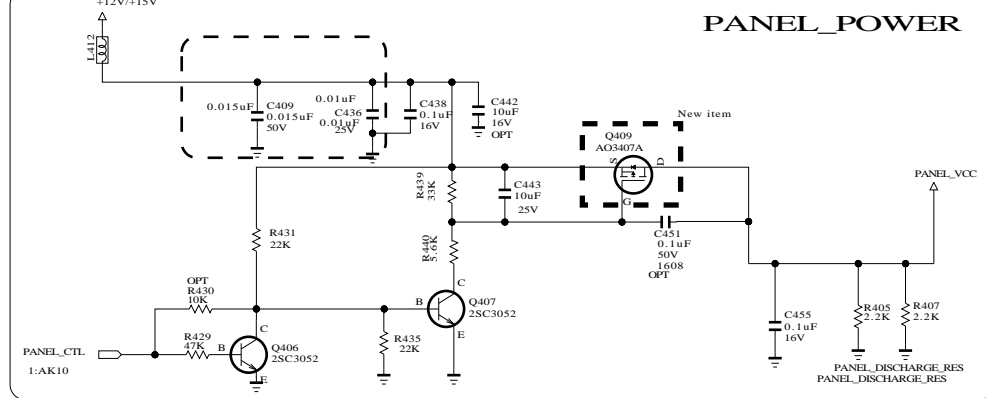 +12V/+15V
PANEL_POWER
L412
0.015uF
C409
0.015uF
50V
0.01uF
C436
0.01uF
25V
C438
0.1uF
16V
C442
10uF
16V
OPT
New item
Q409
AO3407A
S
D
G
PANEL_VCC
R439
33K
C443
10uF
25V
R431
22K
R440
5.6K
C451
0.1uF
50V
1608
OPT
OPT
R430
10K
C
B
Q407
2SC3052
E
R429
47K
PANEL_CTL
1:AK10
B
C
Q406
2SC3052
E
R435
22K
C455
0.1uF
16V
R405
2.2K
R407
2.2K
PANEL_DISCHARGE_RES
PANEL_DISCHARGE_RES